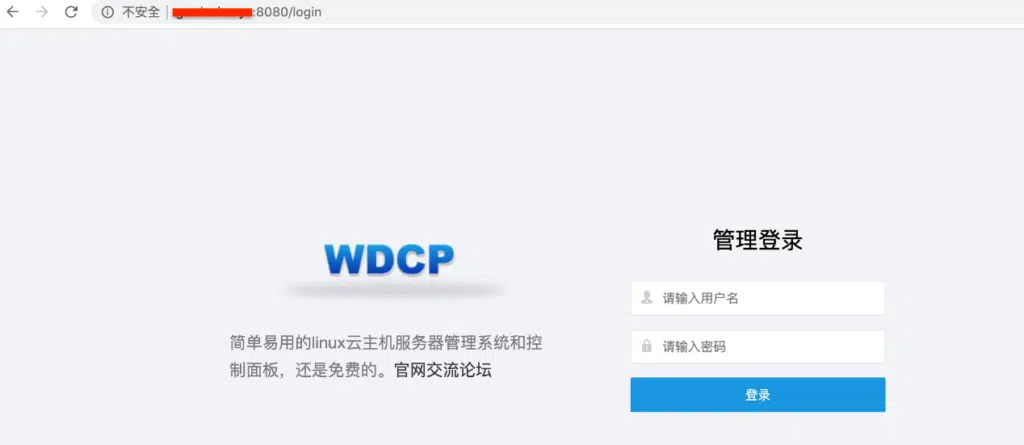 不安全
:8080/login
管理登录
WDCP
请输入用户名
请输入密码
简单易用的linux云主机服务器管理系统和控
制面板，还是免费的。官网交流论坛
登录